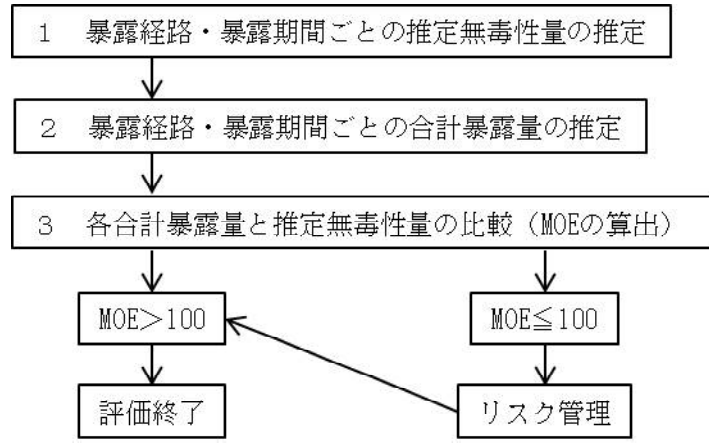 1 暴露経路・暴露期間ごとの推定無毒性量の推定
2 暴露経路・暴露期間ごとの合計暴露量の推定
3 各合計暴露量と推定無毒性量の比較（MOEの算出）
MOE＞100
MOE≦100
評価終了
リスク管理